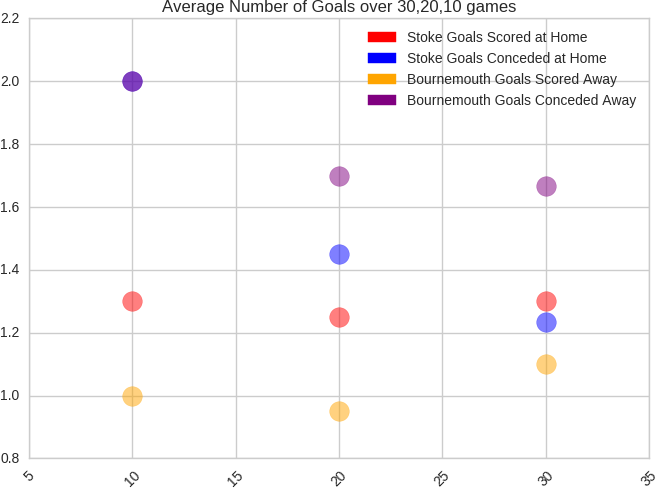 Average Number of Goals over 30,20,10 games
2.2
Stoke Goals Scored at Home
Stoke Goals Conceded at Home
Bournemouth Goals Scored Away
Bournemouth Goals Conceded Away
2.0
1.8
1.6
1.4
1.2
1.0
0.8
5 10 15 20 25 30 35